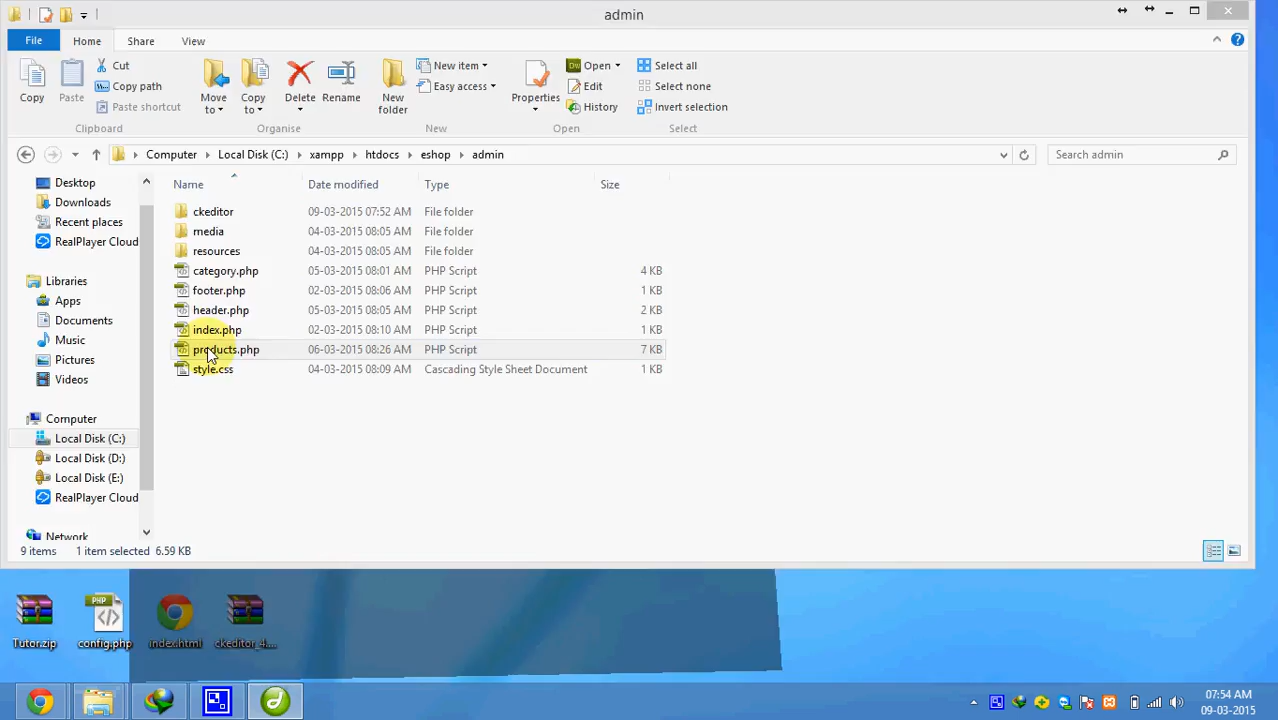 admin
File
Home
Share
View
Copy
Paste
Cut
Copy path
Paste shortcut
Clipboard
Move to
Copy to
Delete
Rename
Organise
New folder
New item
Easy access
New
Properties
Open
Edit
History
Open
Select all
Select none
Invert selection
Select
Computer
Local Disk (C:)
xampp
htdocs
eshop
admin
Search admin
Name
Date modified
Type
Size
Desktop
Downloads
Recent places
RealPlayer Cloud
Libraries
Apps
Documents
Music
Pictures
Videos
Computer
Local Disk (C:)
Local Disk (D:)
Local Disk (E:)
RealPlayer Cloud
Network
ckeditor 09-03-2015 07:52 AM File folder
media 04-03-2015 08:05 AM File folder
resources 04-03-2015 08:05 AM File folder
category.php 05-03-2015 08:01 AM PHP Script 4 KB
footer.php 02-03-2015 08:06 AM PHP Script 1 KB
header.php 05-03-2015 08:05 AM PHP Script 2 KB
index.php 02-03-2015 08:10 AM PHP Script 1 KB
products.php 06-03-2015 08:26 AM PHP Script 7 KB
style.css 04-03-2015 08:09 AM Cascading Style Sheet Document 1 KB
9 items 1 item selected 6.59 KB
PHP
Tutor.zip
config.php
index.html
ckeditor_4....
07:54 AM
09-03-2015